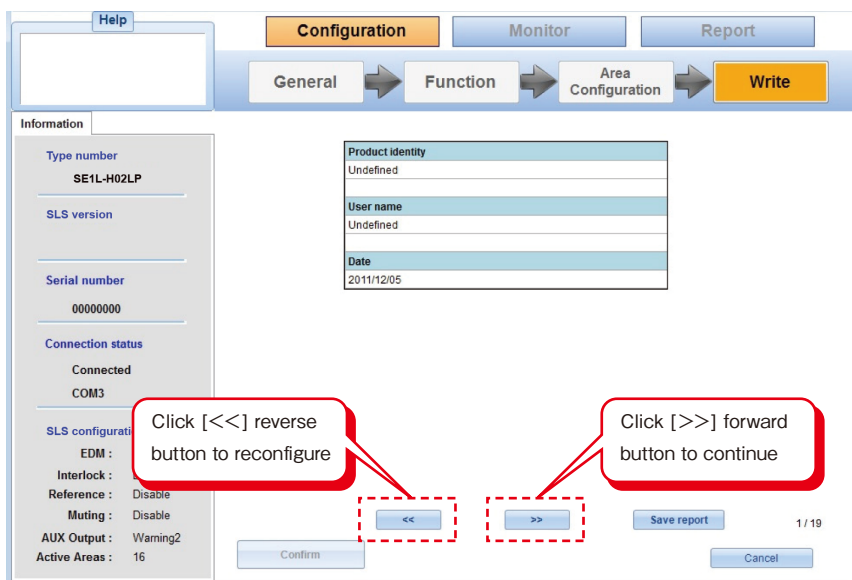 Help
Configuration
Monitor
Report
General
Function
Area
Configuration
Write
Information
Type number
SE1L-H02LP
SLS version
Serial number
00000000
Connection status
Connected
COM3
SLS configurati
EDM :
Interlock :
Reference : Disable
Muting : Disable
AUX Output : Warning2
Active Areas : 16
Product identity
Undefined
User name
Undefined
Date
2011/12/05
Click [<<] reverse
button to reconfigure
Click [>>] forward
button to continue
<<
>>
Save report
1 / 19
Confirm
Cancel